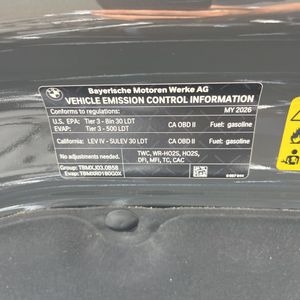 Bayerische Motoren Werke AG
VEHICLE EMISSION CONTROL INFORMATION
Conforms to regulations: MY 2026
U.S. EPA: Tier 3 - Bin 30 LDT CA OBD II Fuel: gasoline
EVAP: Tier 3 - 500 LDT
California: LEV IV - SULEV 30 LDT CA OBD II Fuel: gasoline
No adjustments needed. TWC, WR-HO2S, HO2S,
DFI, MFI, TC, CAC
Group:
Evap: